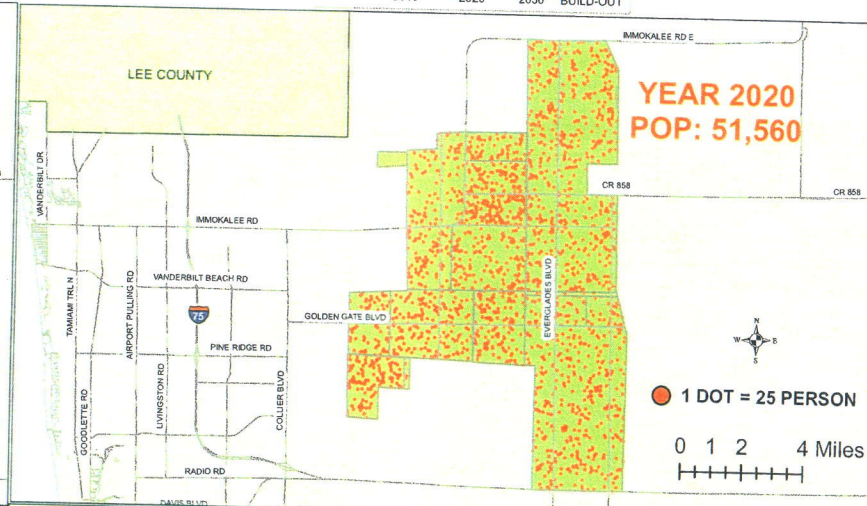 2020 2030 BUILD-OUT
IMMOKALEE RD E
LEE COUNTY
YEAR 2020
POP: 51,560
VANDERBILT DR
CR 858
CR 858
IMMOKALEE RD
VANDERBILT BEACH RD
TAMIAMI TRL N
AIRPORT PULLING RD
EVERGLADES BLVD
75
GOLDEN GATE BLVD
PINE RIDGE RD
N
W E
S
LIVINGSTON RD
COLLIER BLVD
GOODLETTE RD
1 DOT = 25 PERSON
0 1 2 4 Miles
RADIO RD
DAVIS BLVD